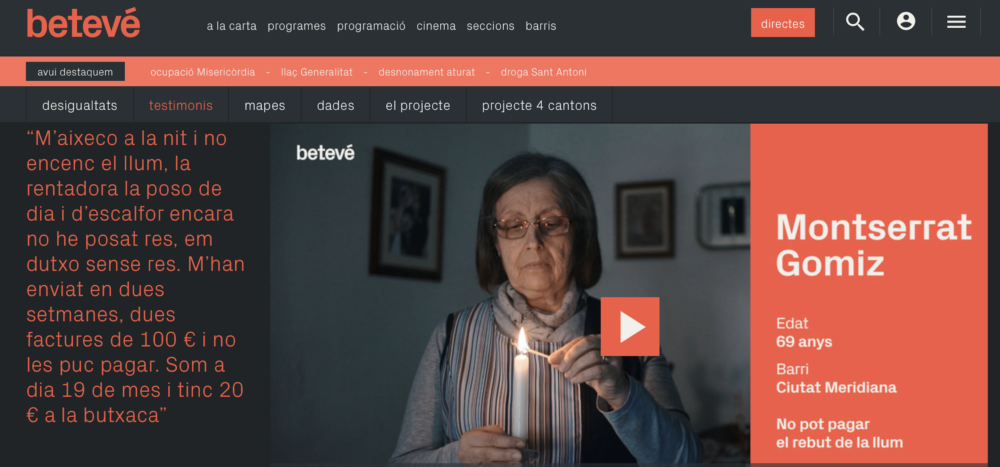 betevé
a la carta programes programació cinema seccions barris
directes
avui destaquem
ocupació Misericòrdia - llaç Generalitat - desnonament aturat - droga Sant Antoni
desigualtats testimonis mapes dades el projecte projecte 4 cantons
“M’aixeco a la nit i no
encenc el llum, la
rentadora la poso de
dia i d’escalfor encara
no he posat res, em
dutxo sense res. M’han
enviat en dues
setmanes, dues
factures de 100 € i no
les puc pagar. Som a
dia 19 de mes i tinc 20
€ a la butxaca”
betevé
Montserrat
Gomiz
Edat
69 anys
Barri
Ciutat Meridiana
No pot pagar
el rebut de la llum